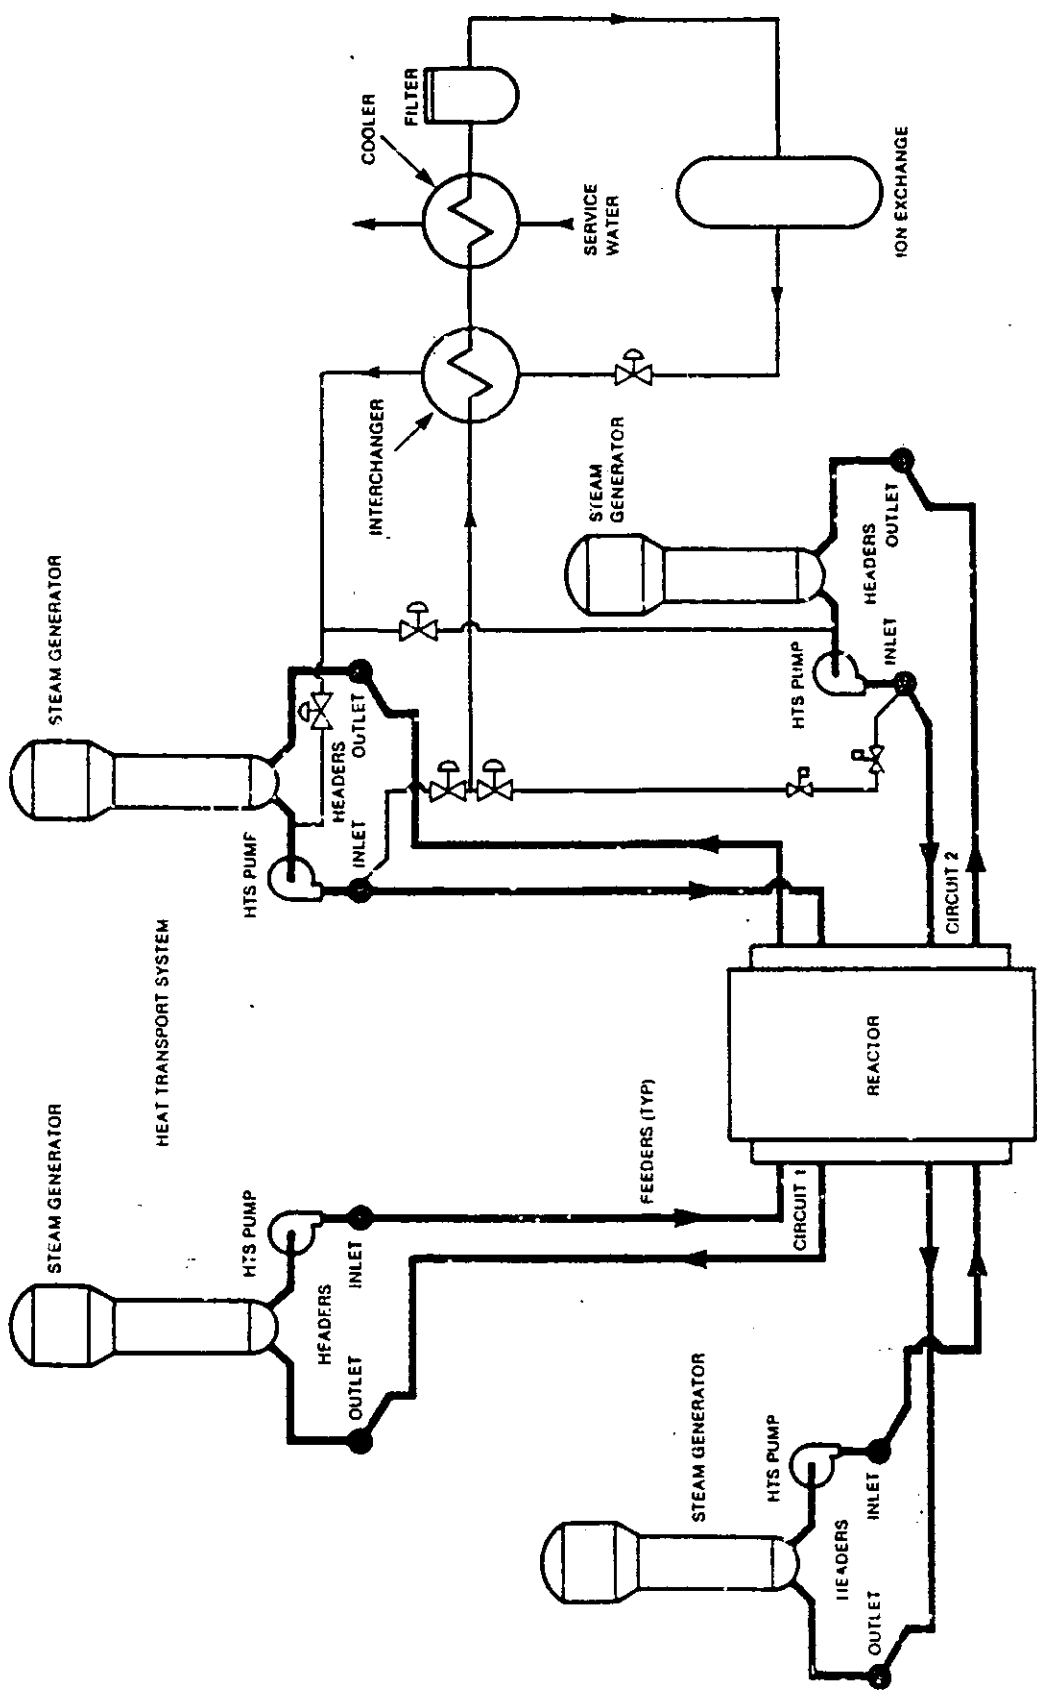 STEAM GENERATOR
HTS PUMP
HEADERS
OUTLET
INLET
HEAT TRANSPORT SYSTEM
STEAM GENERATOR
HTS PUMP
HEADERS
INLET
OUTLET
INTERCHANGER
COOLER
FILTER
SERVICE
WATER
ION EXCHANGE
STEAM GENERATOR
HTS PUMP
HEADERS
OUTLET
INLET
FEEDERS (TYP)
CIRCUIT 1
REACTOR
CIRCUIT 2
STEAM
GENERATOR
HTS PUMP
HEADERS
INLET
OUTLET